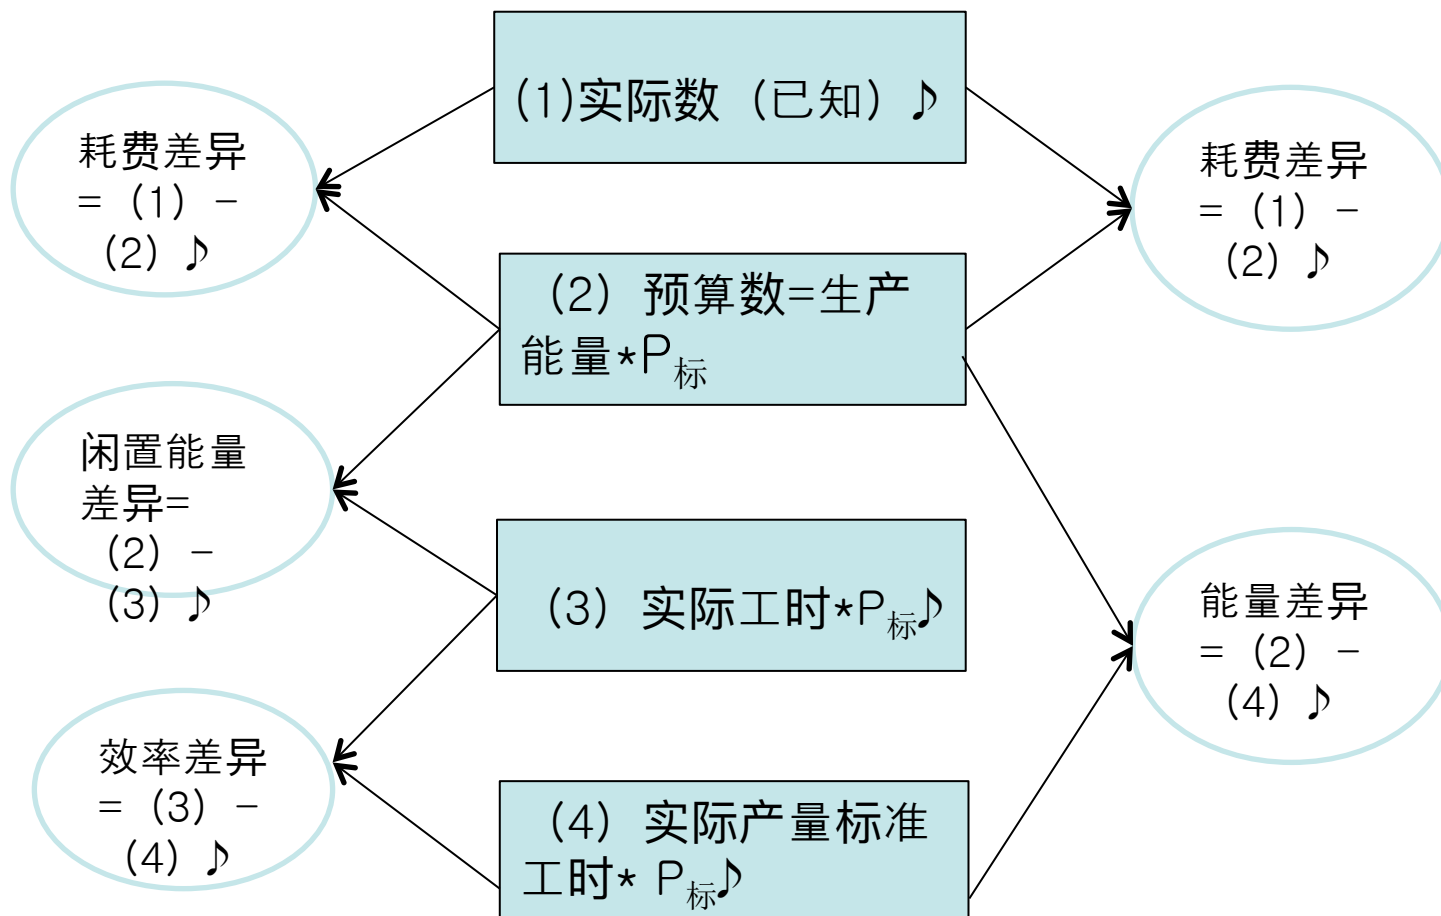 (1)实际数（已知）♪
耗费差异
=（1）-
（2）♪
耗费差异
=（1）-
（2）♪
（2）预算数=生产
能量*P标
闲置能量
差异=
（2）-
（3）♪
（3）实际工时*P标♪
能量差异
=（2）-
（4）♪
效率差异
=（3）-
（4）♪
（4）实际产量标准
工时* P标♪